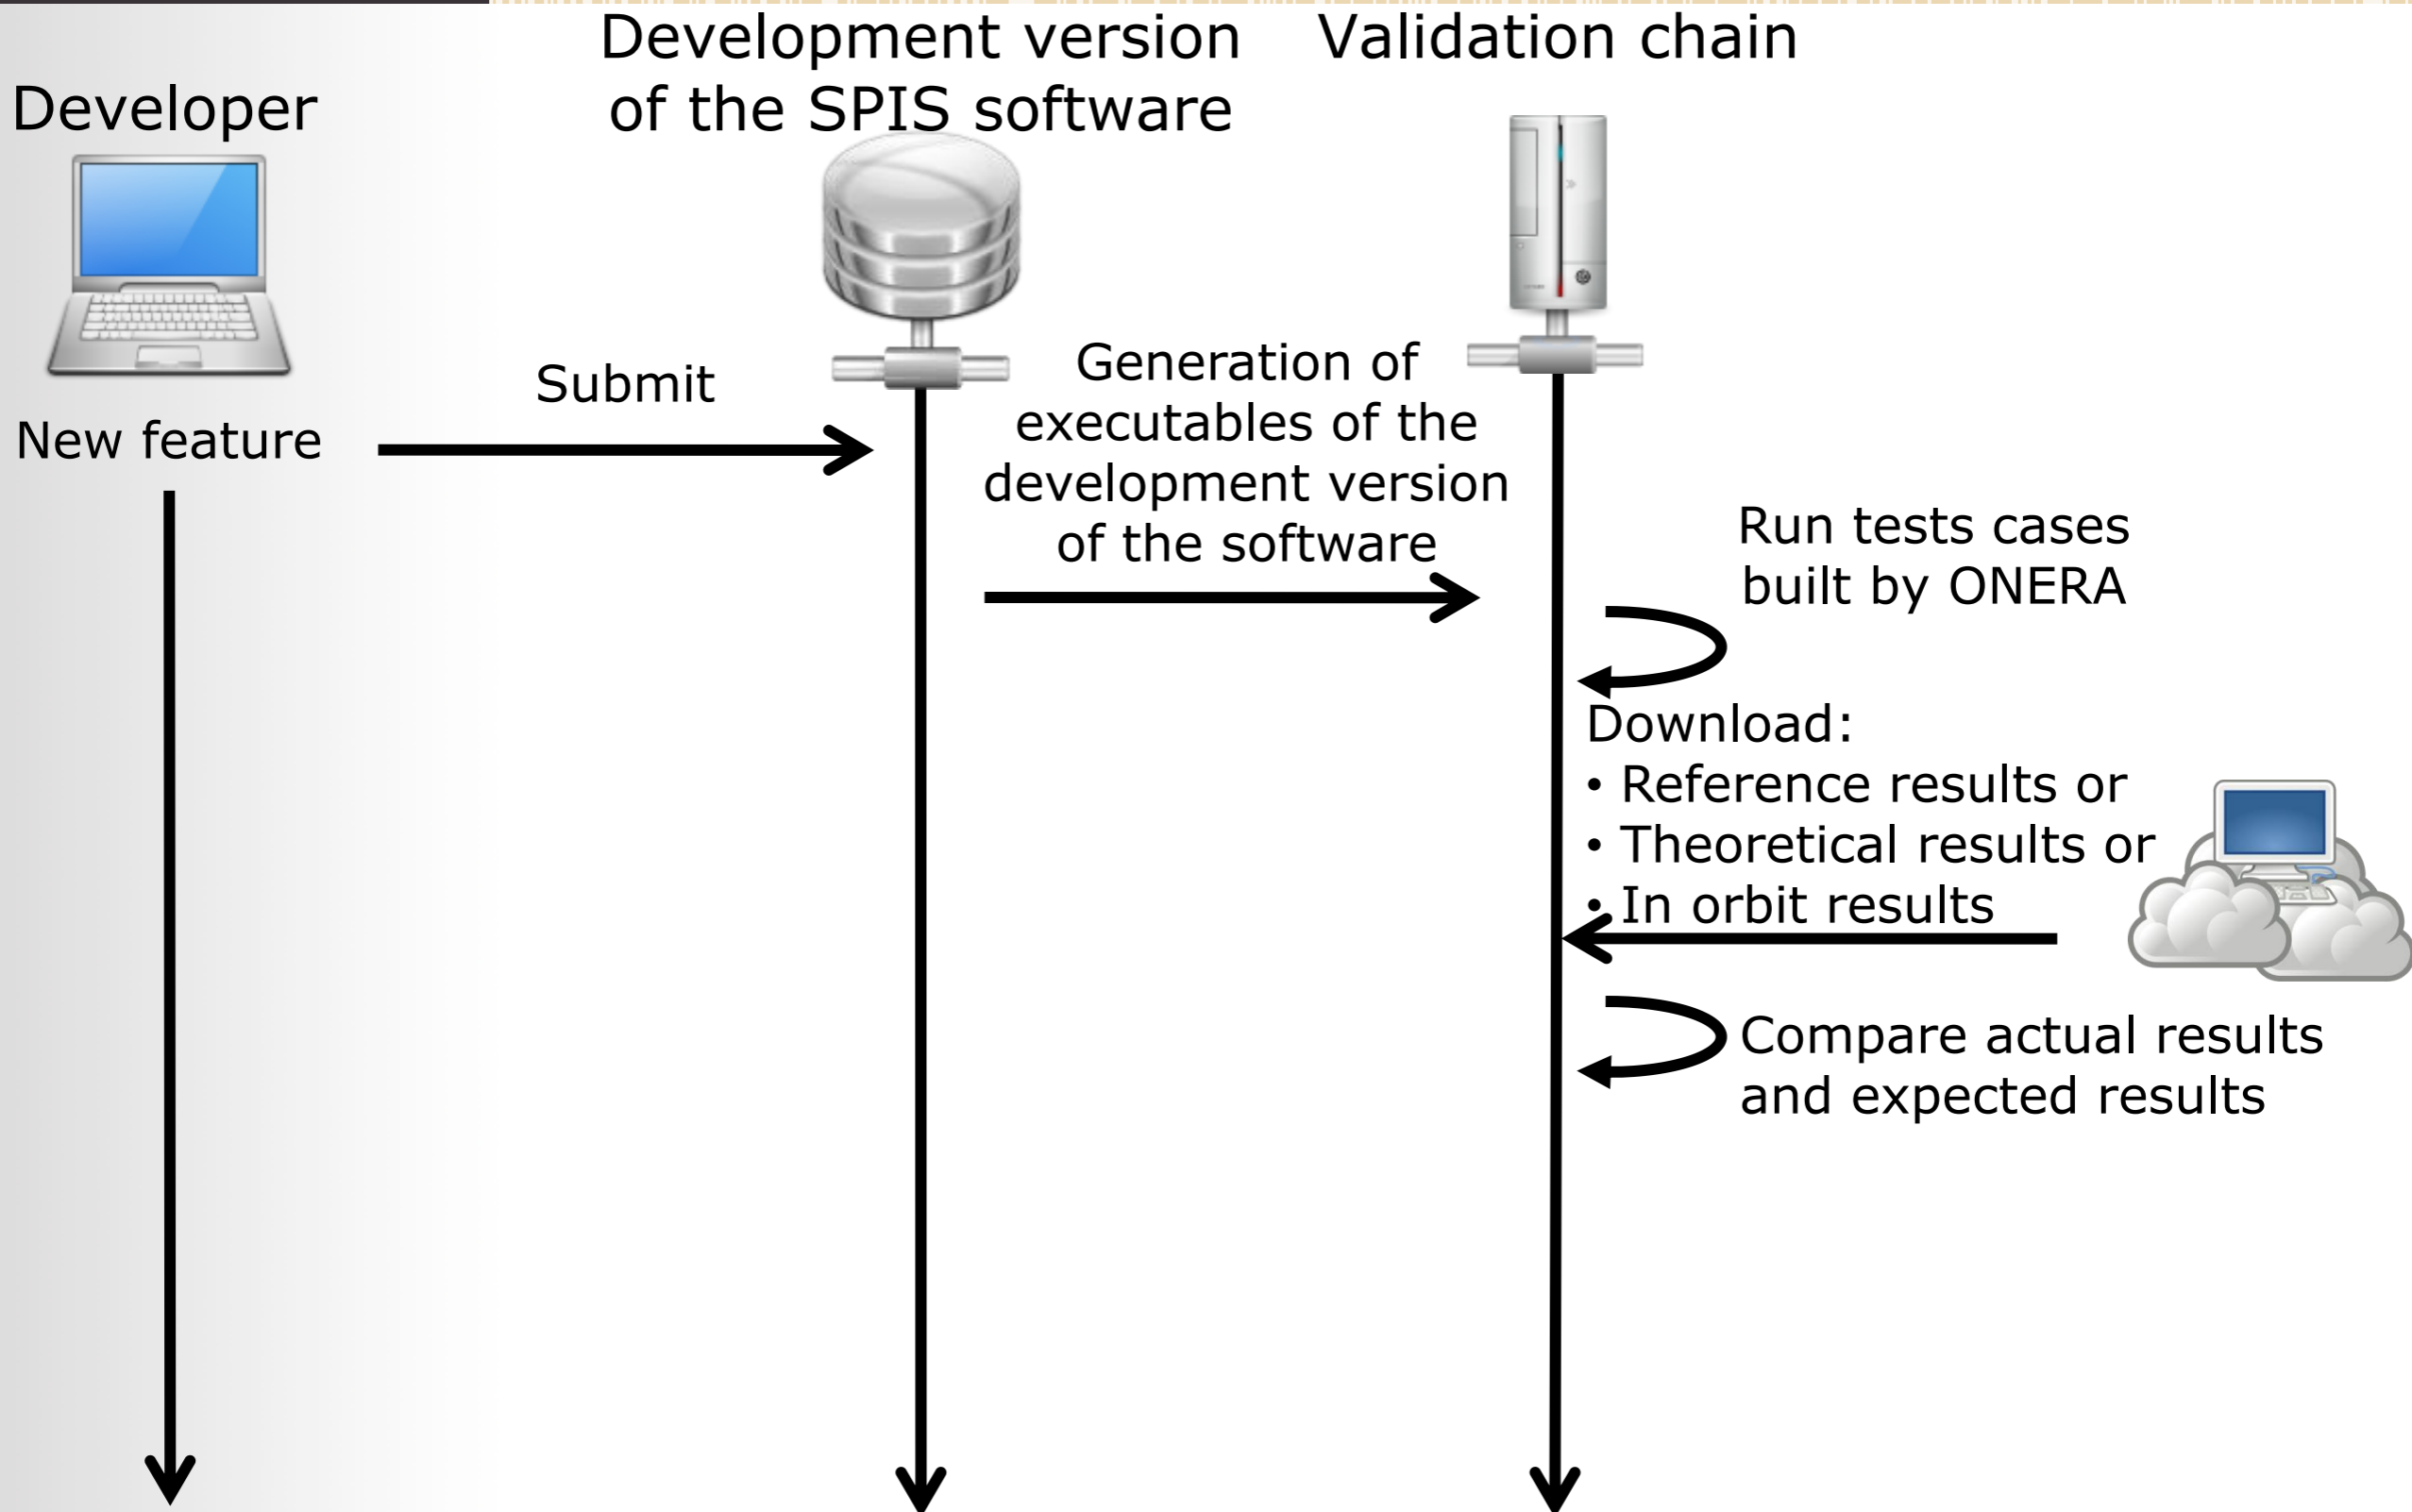 Developer
Development version
of the SPIS software
Validation chain
New feature
Submit
Generation of
executables of the
development version
of the software
Run tests cases
built by ONERA
Download:
• Reference results or
• Theoretical results or
• In orbit results
Compare actual results
and expected results